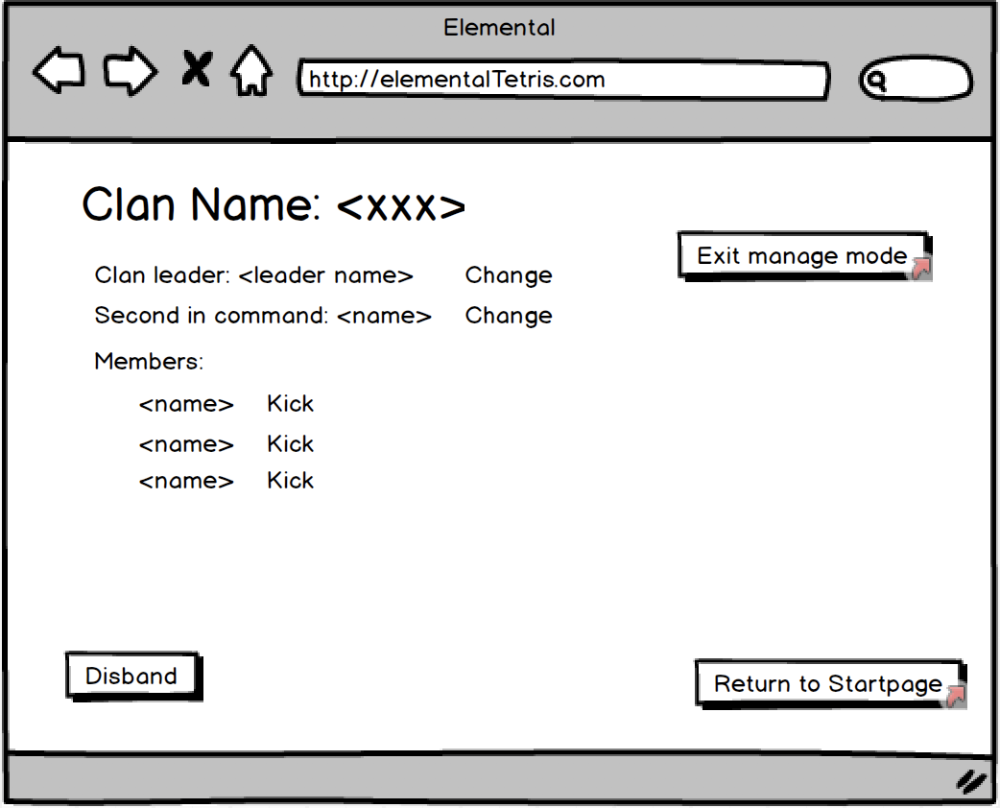 Elemental
http://elementalTetris.com
Clan Name: <xxx>
Exit manage mode
Clan leader: <leader name> Change
Second in command: <name> Change
Members:
<name> Kick
<name> Kick
<name> Kick
Disband
Return to Startpage